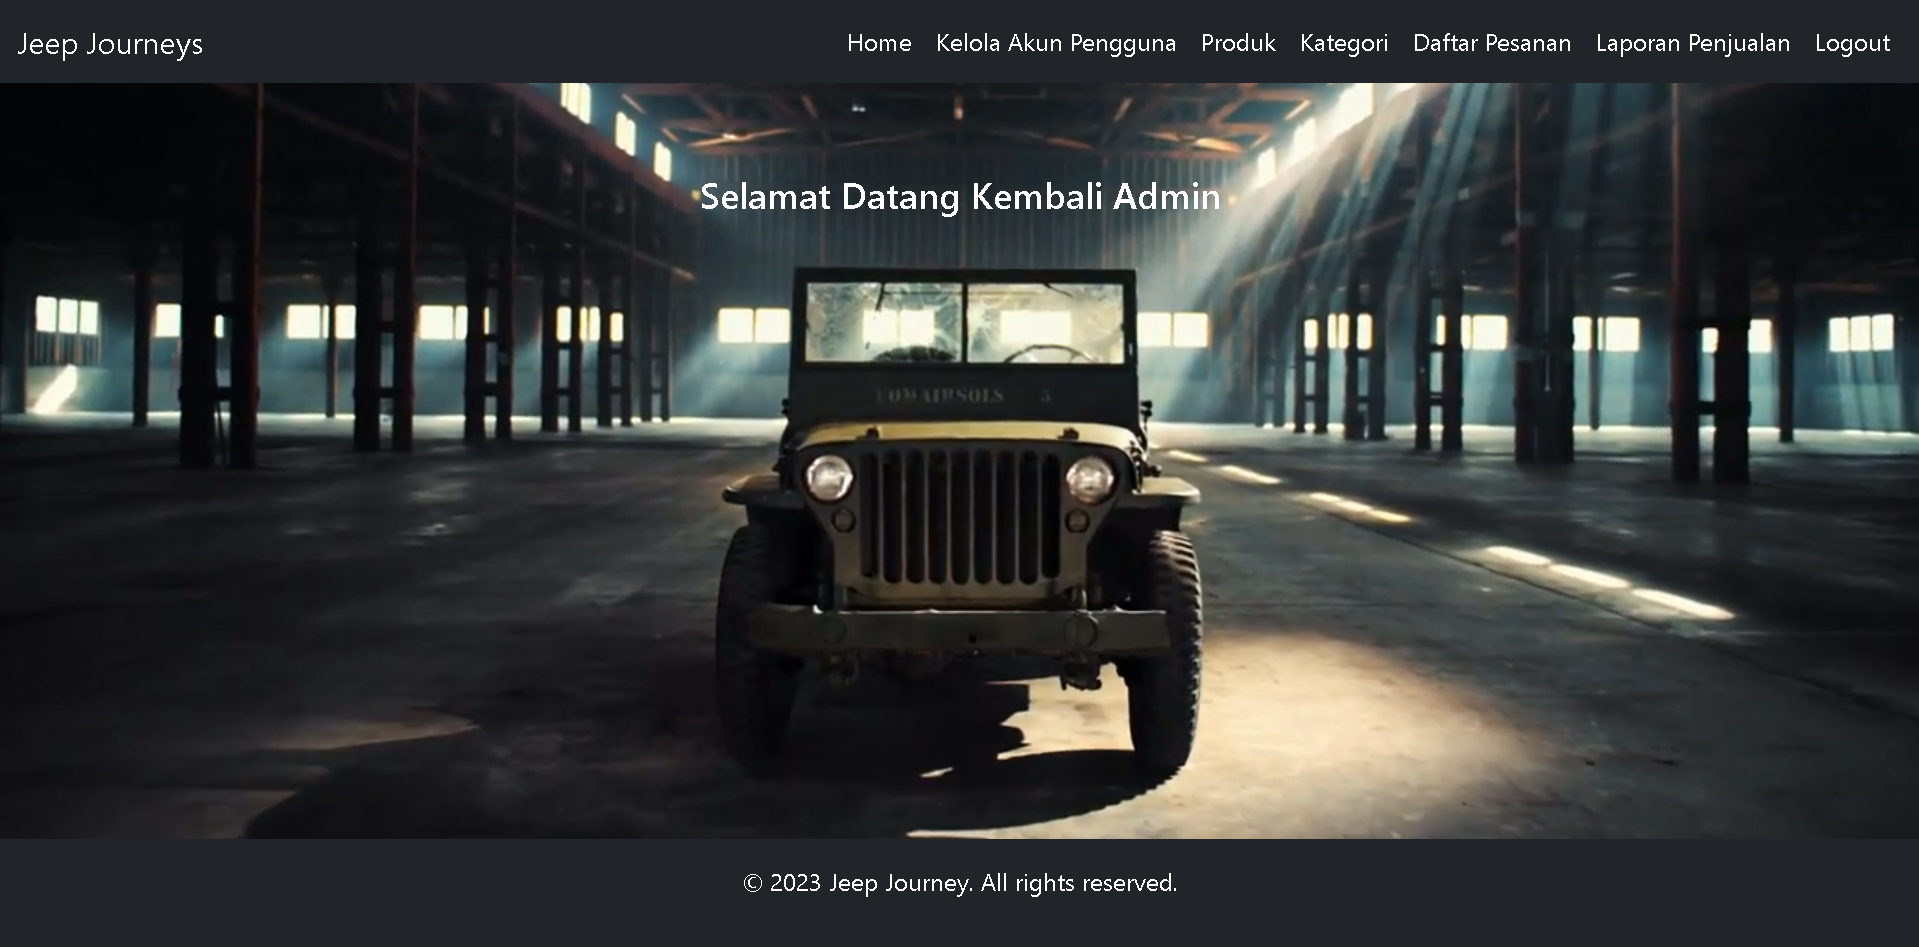 Jeep Journeys
Home Kelola Akun Pengguna Produk Kategori Daftar Pesanan Laporan Penjualan Logout
Selamat Datang Kembali Admin
5
© 2023 Jeep Journey. All rights reserved.